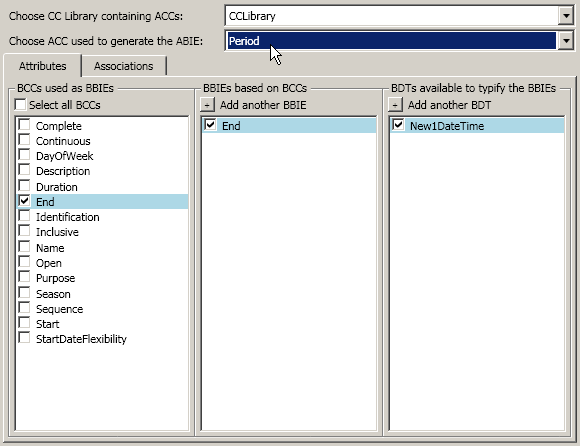 Choose CC Library containing ACCs: CCLibrary
Choose ACC used to generate the ABIE: Period
Attributes Associations
BCCs used as BBIEs
Select all BCCs
Complete
Continuous
DayOfWeek
Description
Duration
End
Identification
Inclusive
Name
Open
Purpose
Season
Sequence
Start
StartDateFlexibility
BBIEs based on BCCs
+ Add another BBIE
End
BDTs available to typify the BBIEs
+ Add another BDT
New1DateTime